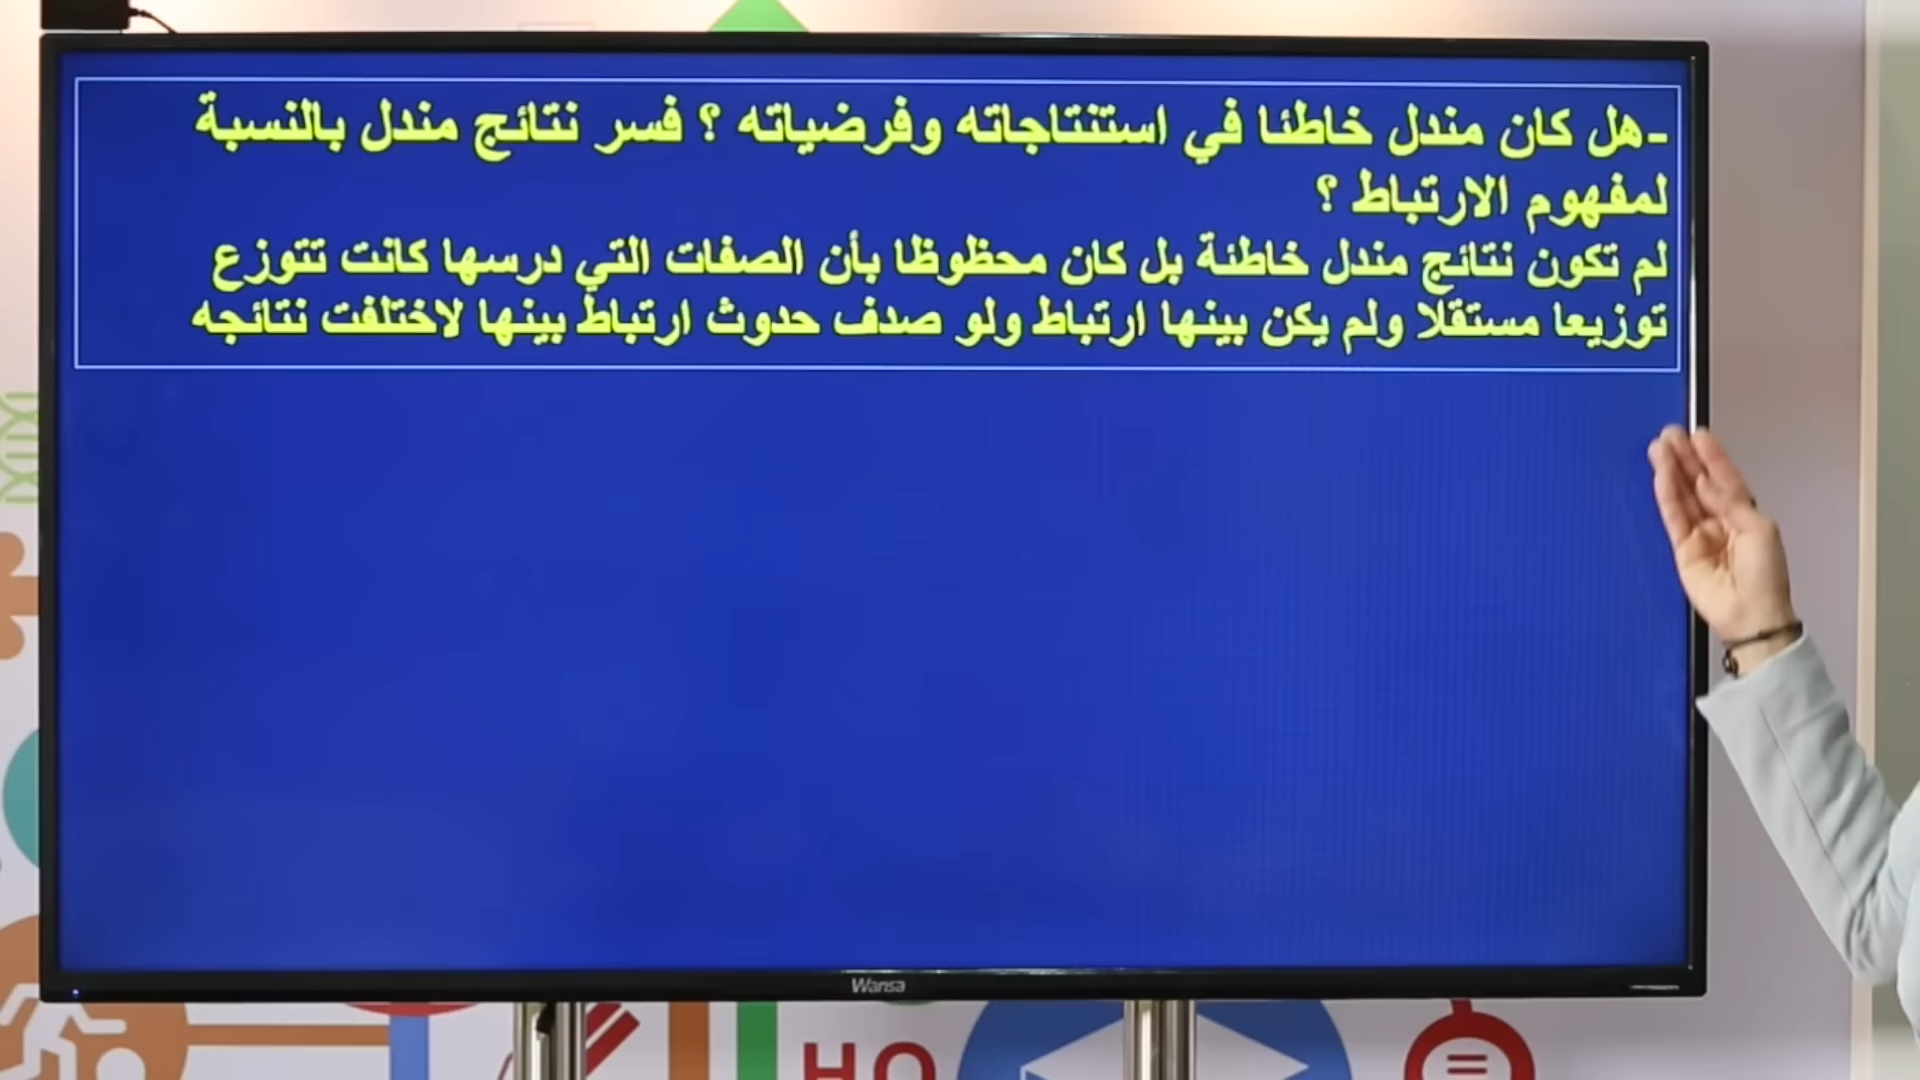 -هل كان مندل خاطئا في استنتاجاته وفرضياته ؟ فسر نتائج مندل بالنسبة
لمفهوم الارتباط ؟
لم تكون نتائج مندل خاطئة بل كان محظوظا بأن الصفات التي درسها كانت تتوزع
توزيعا مستقلا ولم يكن بينها ارتباط ولو صدف حدوث ارتباط بينها لاختلفت نتائجه
Wansa
HO